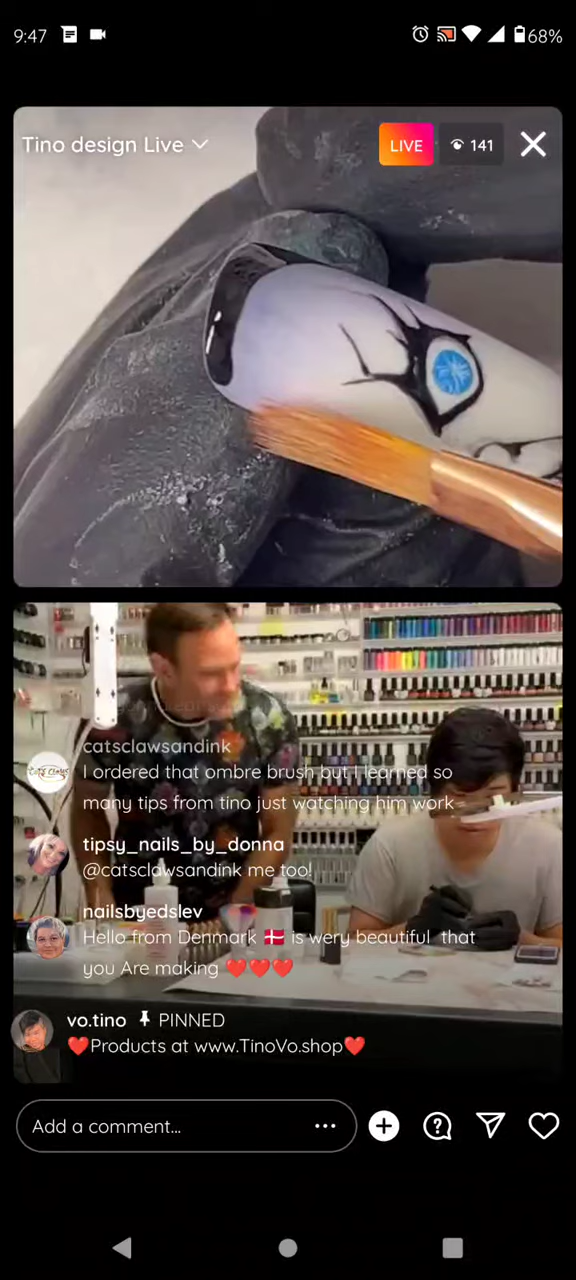 9:47
68%
Tino design Live
LIVE
141
catsclawsandink
I ordered that ombre brush but I learned so
many tips from tino just watching him work
tipsy_nails_by_donna
@catsclawsandink me too!
nailsbyedslev
Hello from Denmark 🇩🇰 is wery beautiful that
you Are making ❤️❤️❤️
vo.tino PINNED
❤️Products at www.TinoVo.shop❤️
Add a comment...